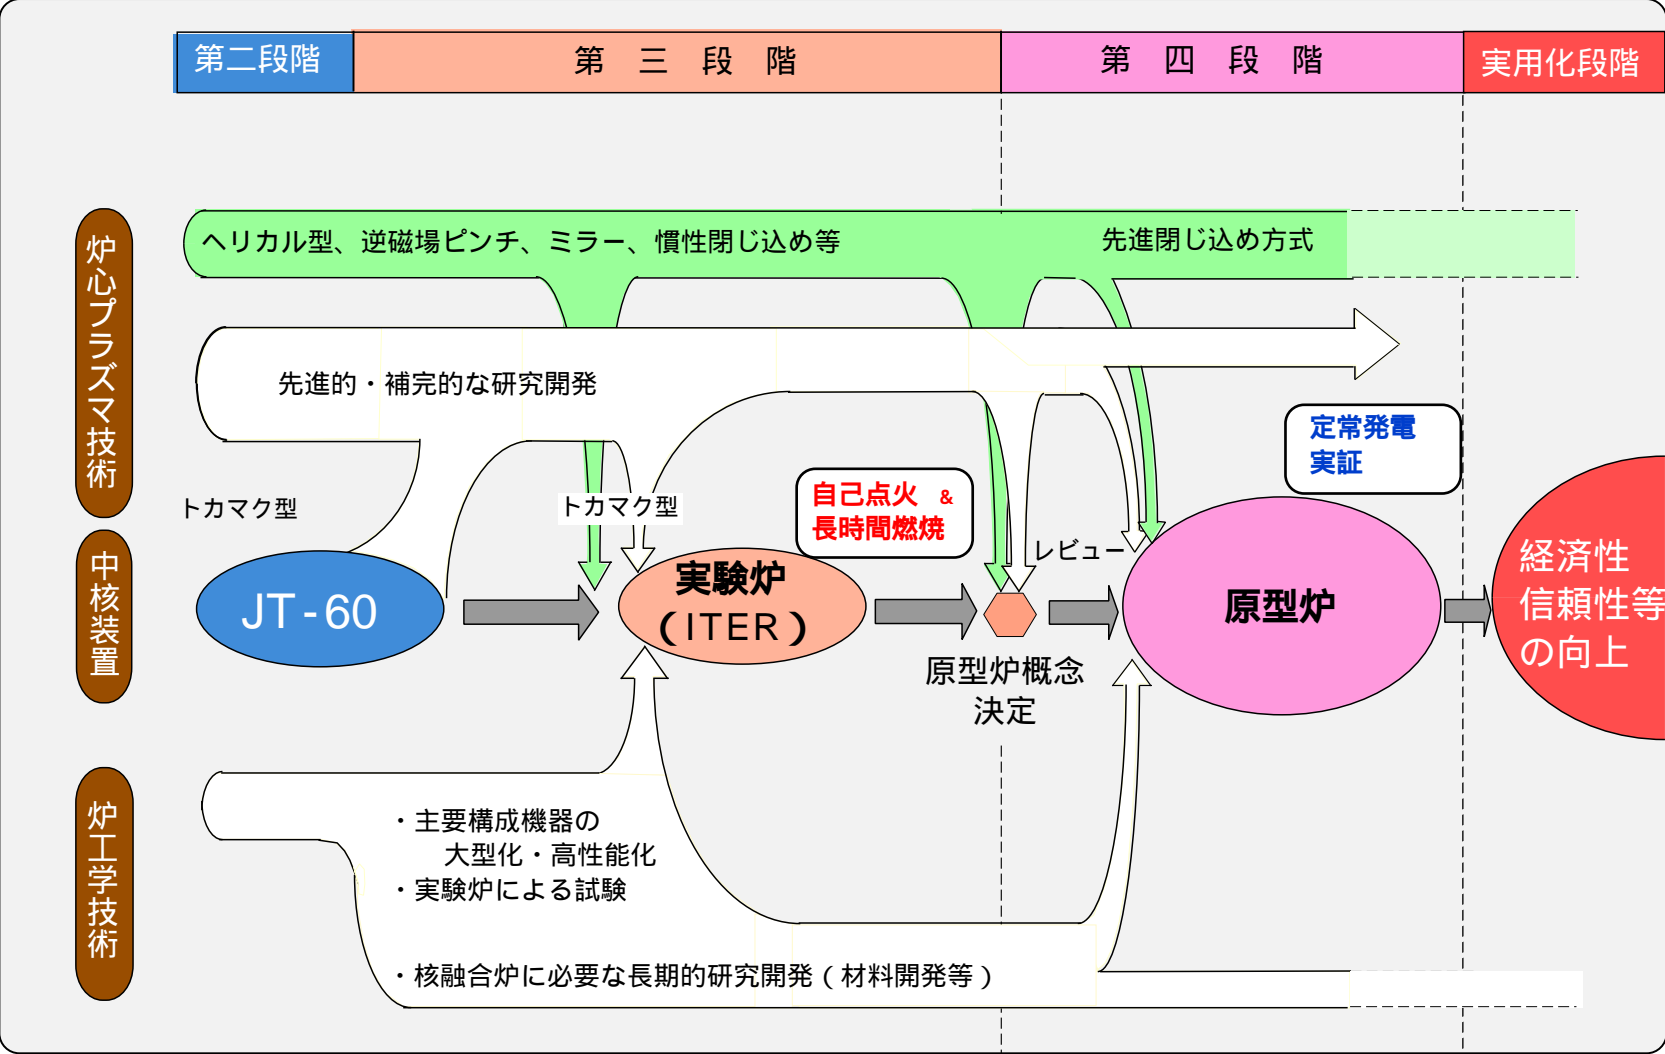 第二段階
第　三　段　階
第　四　段　階
実用化段階
炉心プラズマ技術
ヘリカル型、逆磁場ピンチ、ミラー、慣性閉じ込め等
先進閉じ込め方式
先進的・補完的な研究開発
トカマク型
トカマク型
自己点火　&
長時間燃焼
定常発電
実証
中核装置
JT-60
実験炉
(ITER)
レビュー
原型炉概念
決定
原型炉
経済性
信頼性等
の向上
炉工学技術
・主要構成機器の
大型化・高性能化
・実験炉による試験
・核融合炉に必要な長期的研究開発(材料開発等)